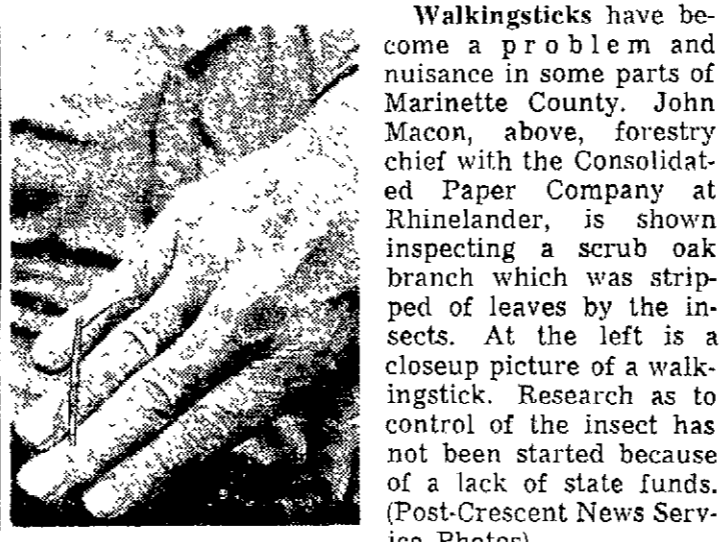 Walkingsticks have be-
come a problem and
nuisance in some parts of
Marinette County. John
Macon, above, forestry
chief with the Consolidat-
ed Paper Company at
Rhinelander, is shown
inspecting a scrub oak
branch which was strip-
ped of leaves by the in-
sects. At the left is a
closeup picture of a walk-
ingstick. Research as to
control of the insect has
not been started because
of a lack of state funds.
(Post-Crescent News Serv-
ice Photos)